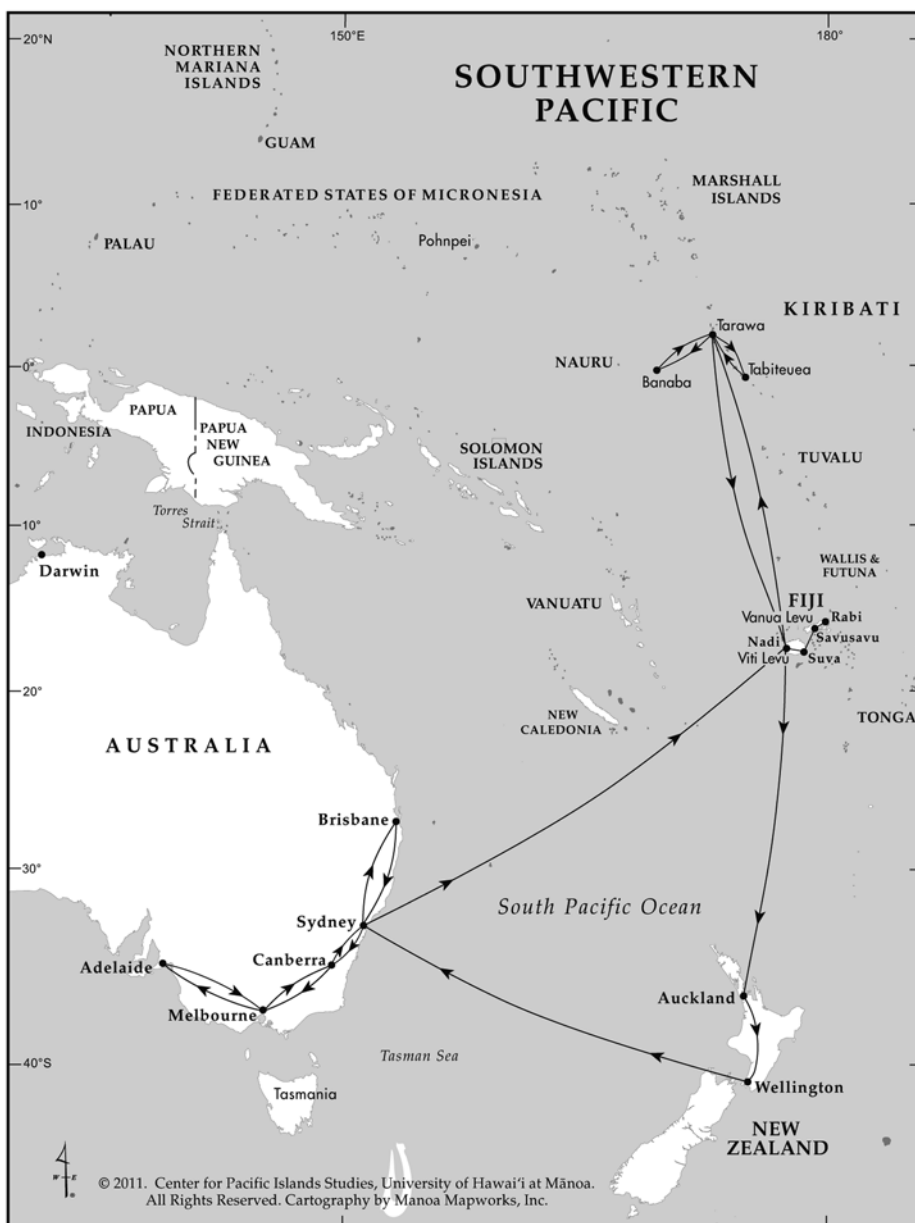 150°E
180°
20°N
NORTHERN
MARIANA
ISLANDS
SOUTHWESTERN
PACIFIC
GUAM
10°
FEDERATED STATES OF MICRONESIA
MARSHALL
ISLANDS
PALAU
Pohnpei
KIRIBATI
Tarawa
0°
NAURU
Banaba
Tabiteuea
PAPUA
INDONESIA
PAPUA
NEW
GUINEA
SOLOMON
ISLANDS
TUVALU
Torres
Strait
10°
Darwin
WALLIS &
FUTUNA
VANUATU
FIJI
Vanua Levu
Rabi
Savusavu
Nadi
Viti Levu
Suva
20°
NEW
CALEDONIA
TONGA
AUSTRALIA
Brisbane
30°
Sydney
South Pacific Ocean
Canberra
Adelaide
Melbourne
Auckland
40°S
Tasman Sea
Wellington
Tasmania
NEW
ZEALAND
W
E
© 2011. Center for Pacific Islands Studies, University of Hawai‘i at Mānoa.
All Rights Reserved. Cartography by Manoa Mapworks, Inc.
150°
180°